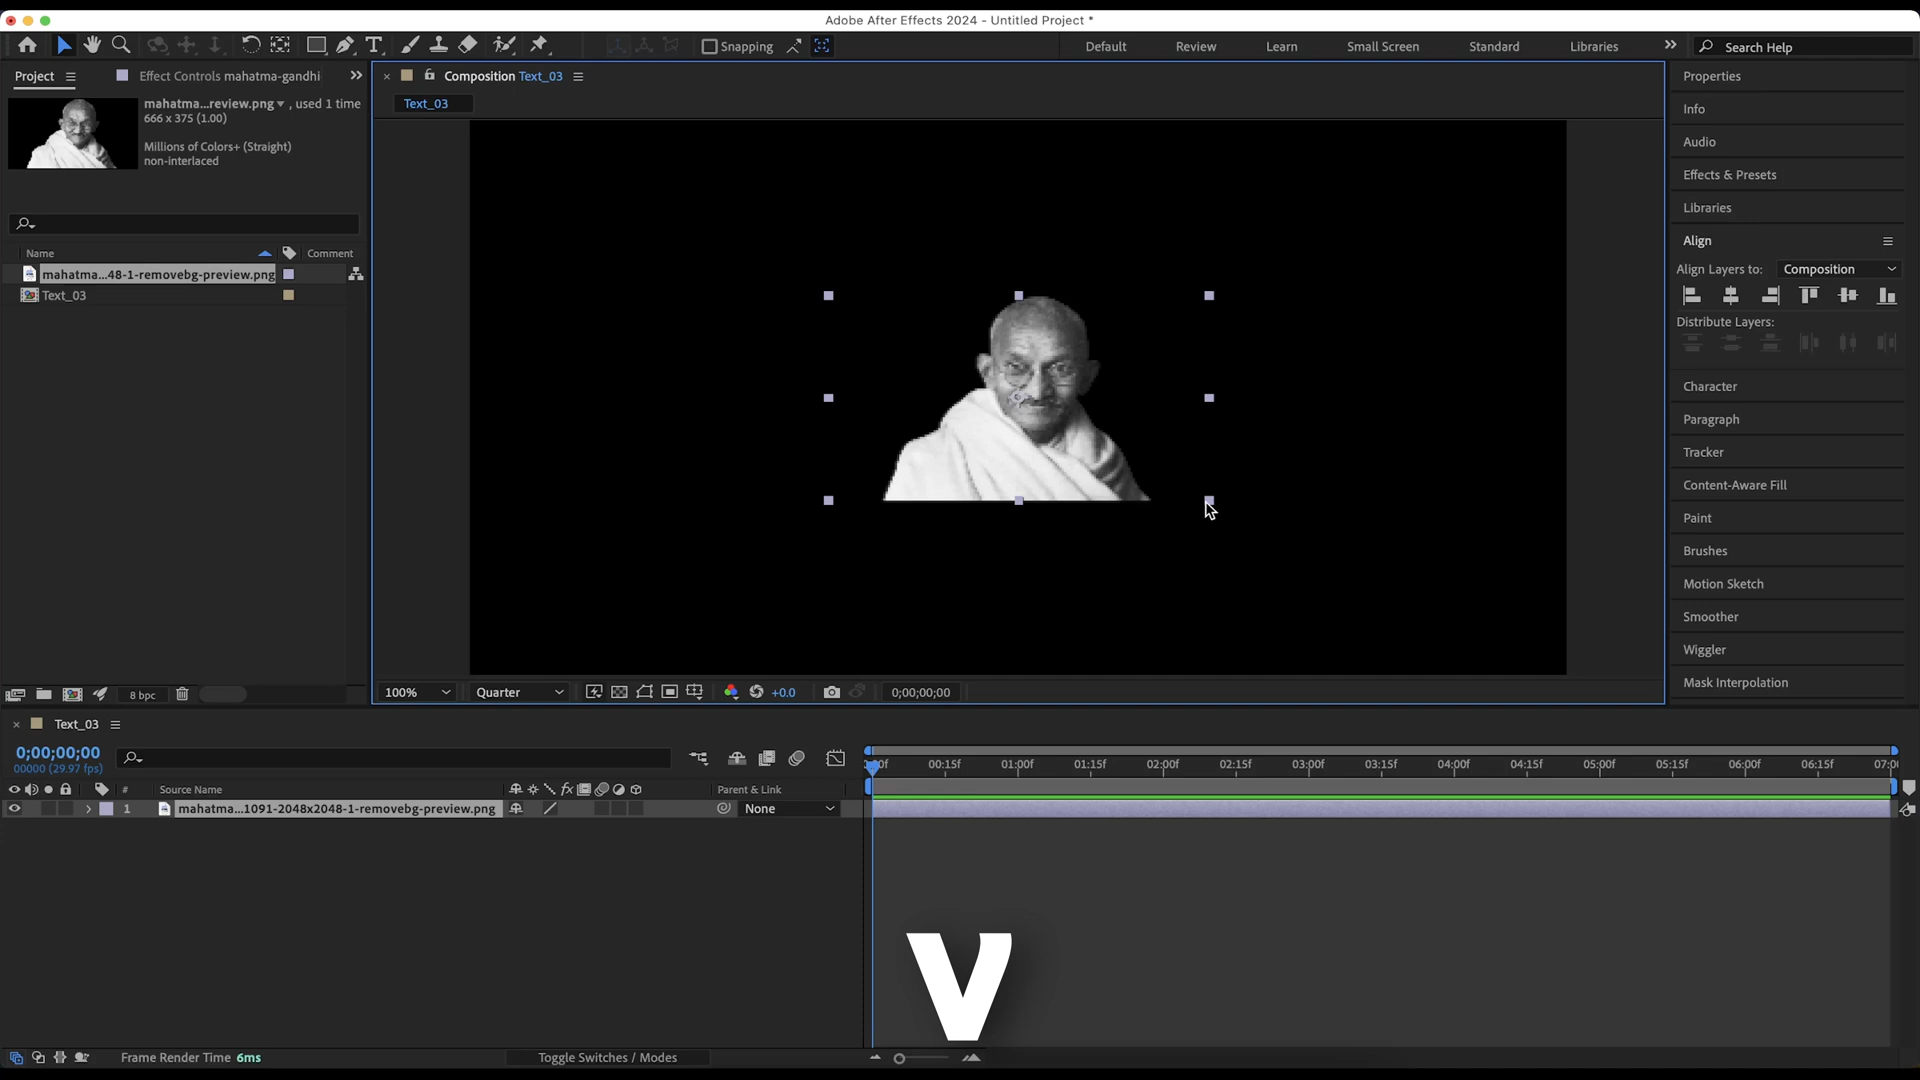 Adobe After Effects 2024 - Untitled Project *
Snapping
Default
Review
Learn
Small Screen
Standard
Libraries
Search Help
Project
Effect Controls mahatma-gandhi
mahatma...review.png , used 1 time
666 x 375 (1.00)
Millions of Colors+ (Straight)
non-interlaced
Name
Comment
mahatma...48-1-removebg-preview.png
Text_03
8 bpc
Composition Text_03
Text_03
100%
Quarter
+0.0
0;00;00;00
Properties
Info
Audio
Effects & Presets
Libraries
Align
Align Layers to:
Composition
Distribute Layers:
Character
Paragraph
Tracker
Content-Aware Fill
Paint
Brushes
Motion Sketch
Smoother
Wiggler
Mask Interpolation
Text_03
0;00;00;00
00000 (29.97 fps)
00:15f
01:00f
01:15f
02:00f
02:15f
03:00f
03:15f
04:00f
04:15f
05:00f
05:15f
06:00f
06:15f
#
Source Name
Parent & Link
1
mahatma...1091-2048x2048-1-removebg-preview.png
None
V
Frame Render Time 6ms
Toggle Switches / Modes